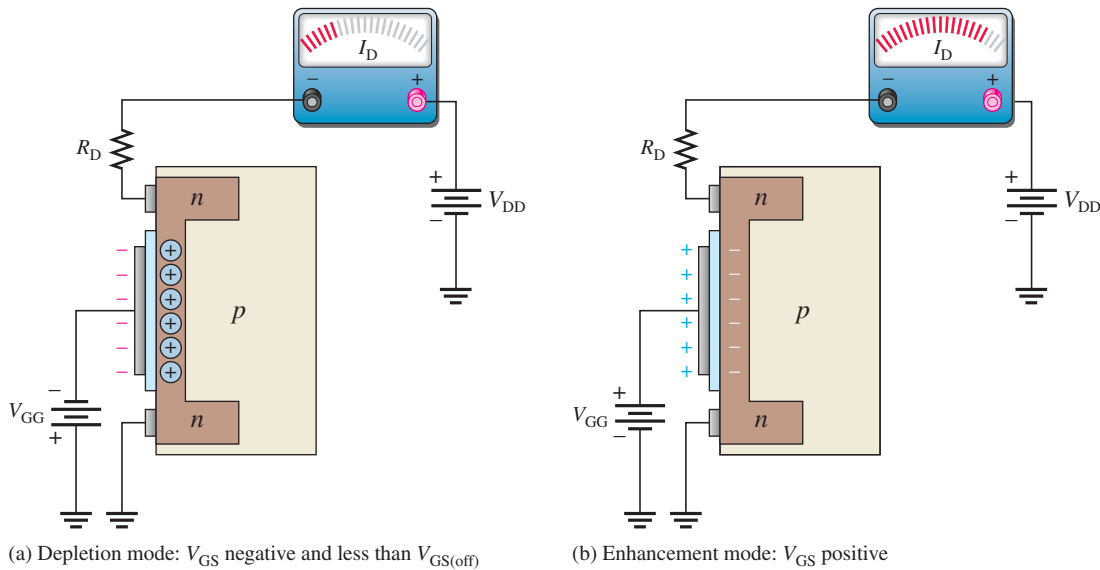 I_D
− +
R_D
n
+
−
V_DD
− +
− +
− +
− +
− +
− +
p
−
V_GG
+
n
(a) Depletion mode: V_GS negative and less than V_GS(off)
I_D
− +
R_D
n
+
−
V_DD
+ −
+ −
+ −
+ −
+ −
+ −
p
+
V_GG
−
n
(b) Enhancement mode: V_GS positive